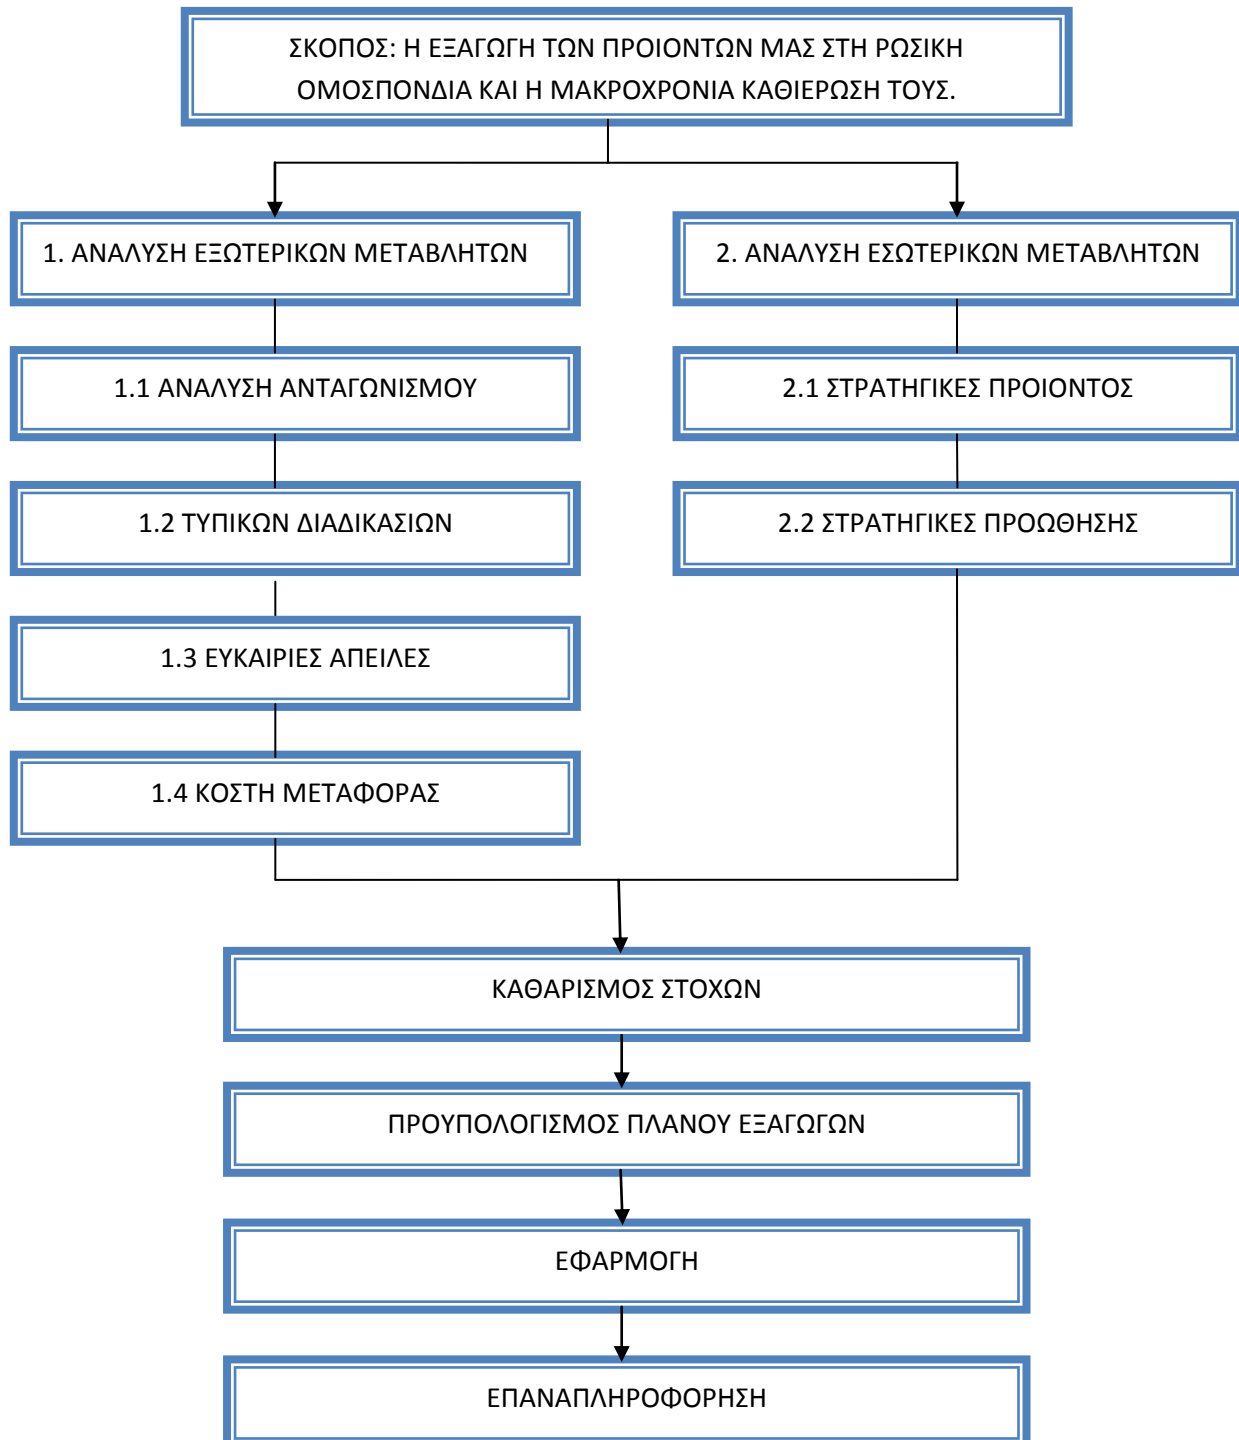 ΣΚΟΠΟΣ: Η ΕΞΑΓΩΓΗ ΤΩΝ ΠΡΟΙΟΝΤΩΝ ΜΑΣ ΣΤΗ ΡΩΣΙΚΗ
ΟΜΟΣΠΟΝΔΙΑ ΚΑΙ Η ΜΑΚΡΟΧΡΟΝΙΑ ΚΑΘΙΕΡΩΣΗ ΤΟΥΣ.
1. ΑΝΑΛΥΣΗ ΕΞΩΤΕΡΙΚΩΝ ΜΕΤΑΒΛΗΤΩΝ
1.1 ΑΝΑΛΥΣΗ ΑΝΤΑΓΩΝΙΣΜΟΥ
1.2 ΤΥΠΙΚΩΝ ΔΙΑΔΙΚΑΣΙΩΝ
1.3 ΕΥΚΑΙΡΙΕΣ ΑΠΕΙΛΕΣ
1.4 ΚΟΣΤΗ ΜΕΤΑΦΟΡΑΣ
2. ΑΝΑΛΥΣΗ ΕΣΩΤΕΡΙΚΩΝ ΜΕΤΑΒΛΗΤΩΝ
2.1 ΣΤΡΑΤΗΓΙΚΕΣ ΠΡΟΙΟΝΤΟΣ
2.2 ΣΤΡΑΤΗΓΙΚΕΣ ΠΡΟΩΘΗΣΗΣ
ΚΑΘΑΡΙΣΜΟΣ ΣΤΟΧΩΝ
ΠΡΟΥΠΟΛΟΓΙΣΜΟΣ ΠΛΑΝΟΥ ΕΞΑΓΩΓΩΝ
ΕΦΑΡΜΟΓΗ
ΕΠΑΝΑΠΛΗΡΟΦΟΡΗΣΗ